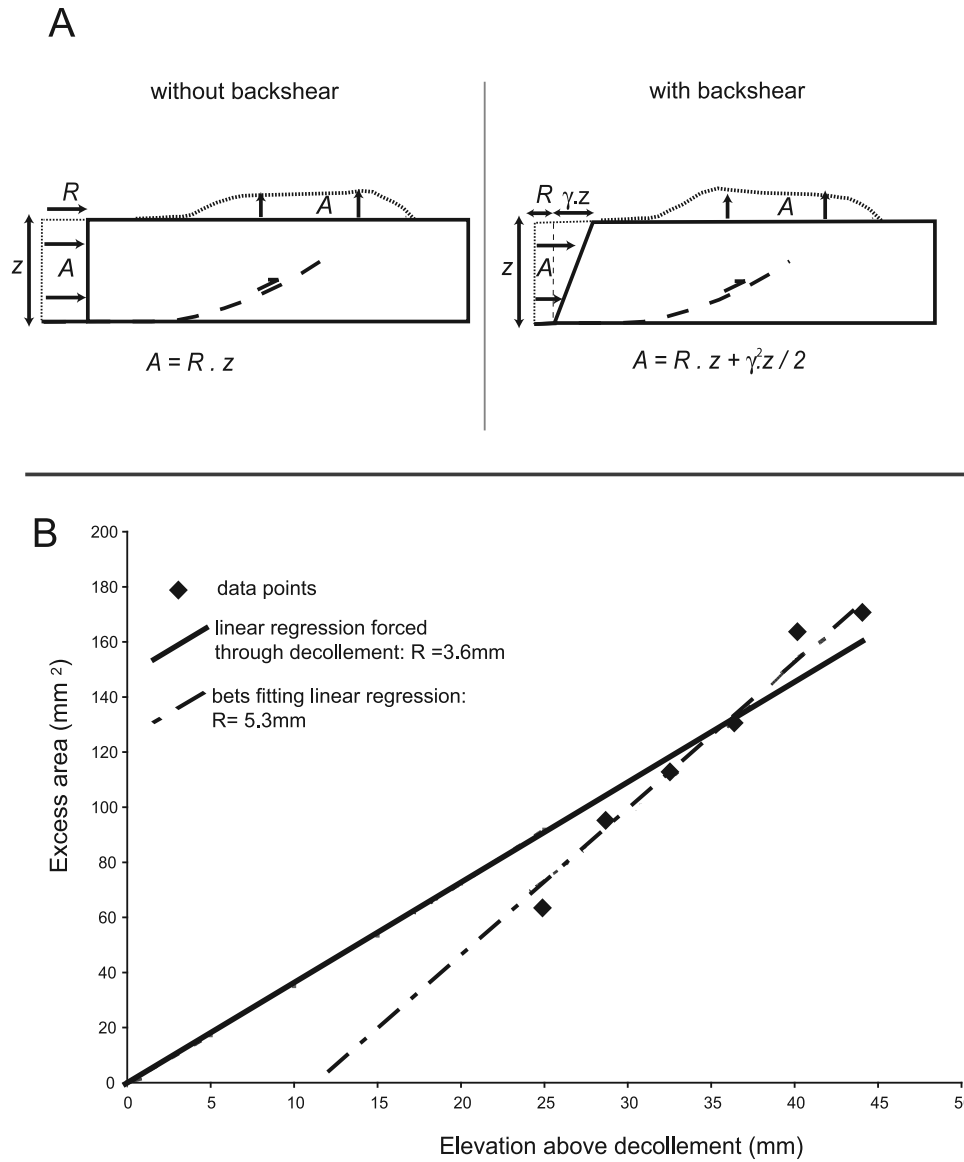 A
without backshear
with backshear
R
z
A
A
A = R . z
R γ.z
z
A
A
A = R . z + γ².z / 2
B
Excess area (mm ²)
200
180
160
140
120
100
80
60
40
20
0
data points
linear regression forced
through decollement: R =3.6mm
bets fitting linear regression:
R= 5.3mm
0 5 10 15 20 25 30 35 40 45 50
Elevation above decollement (mm)